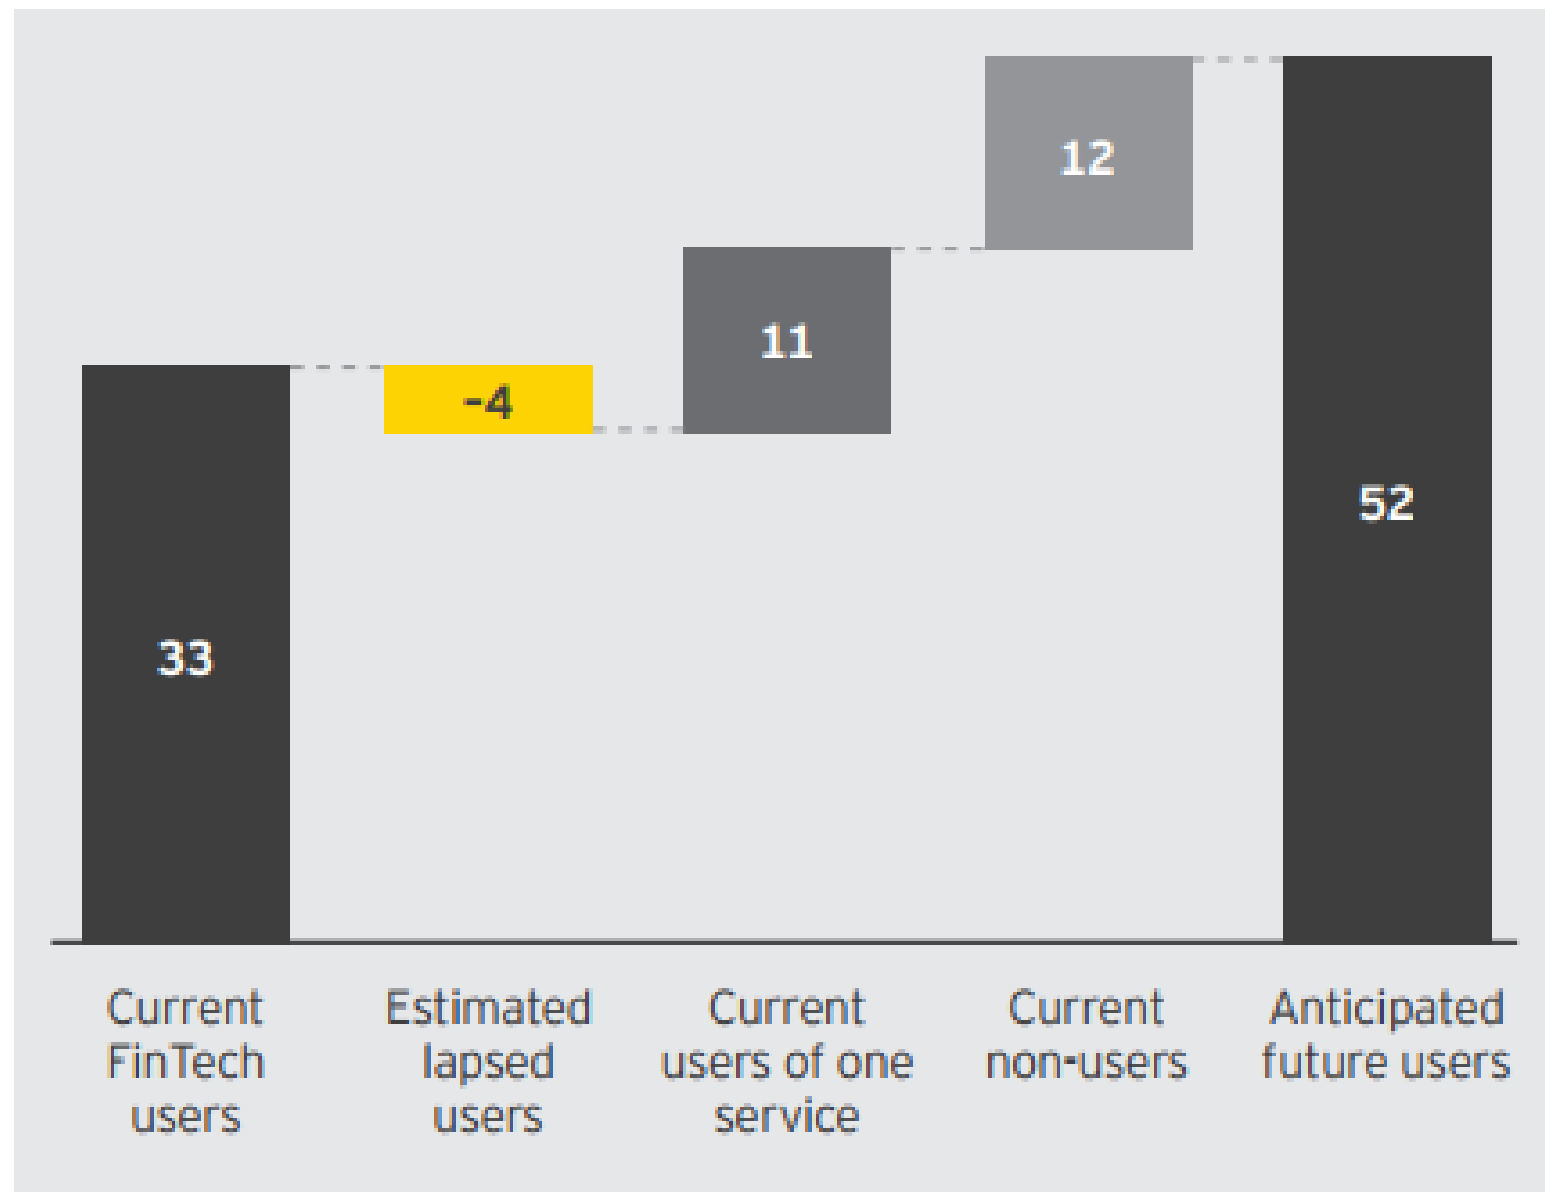 12
11
-4
52
33
Current
FinTech
users
Estimated
lapsed
users
Current
users of one
service
Current
non-users
Anticipated
future users